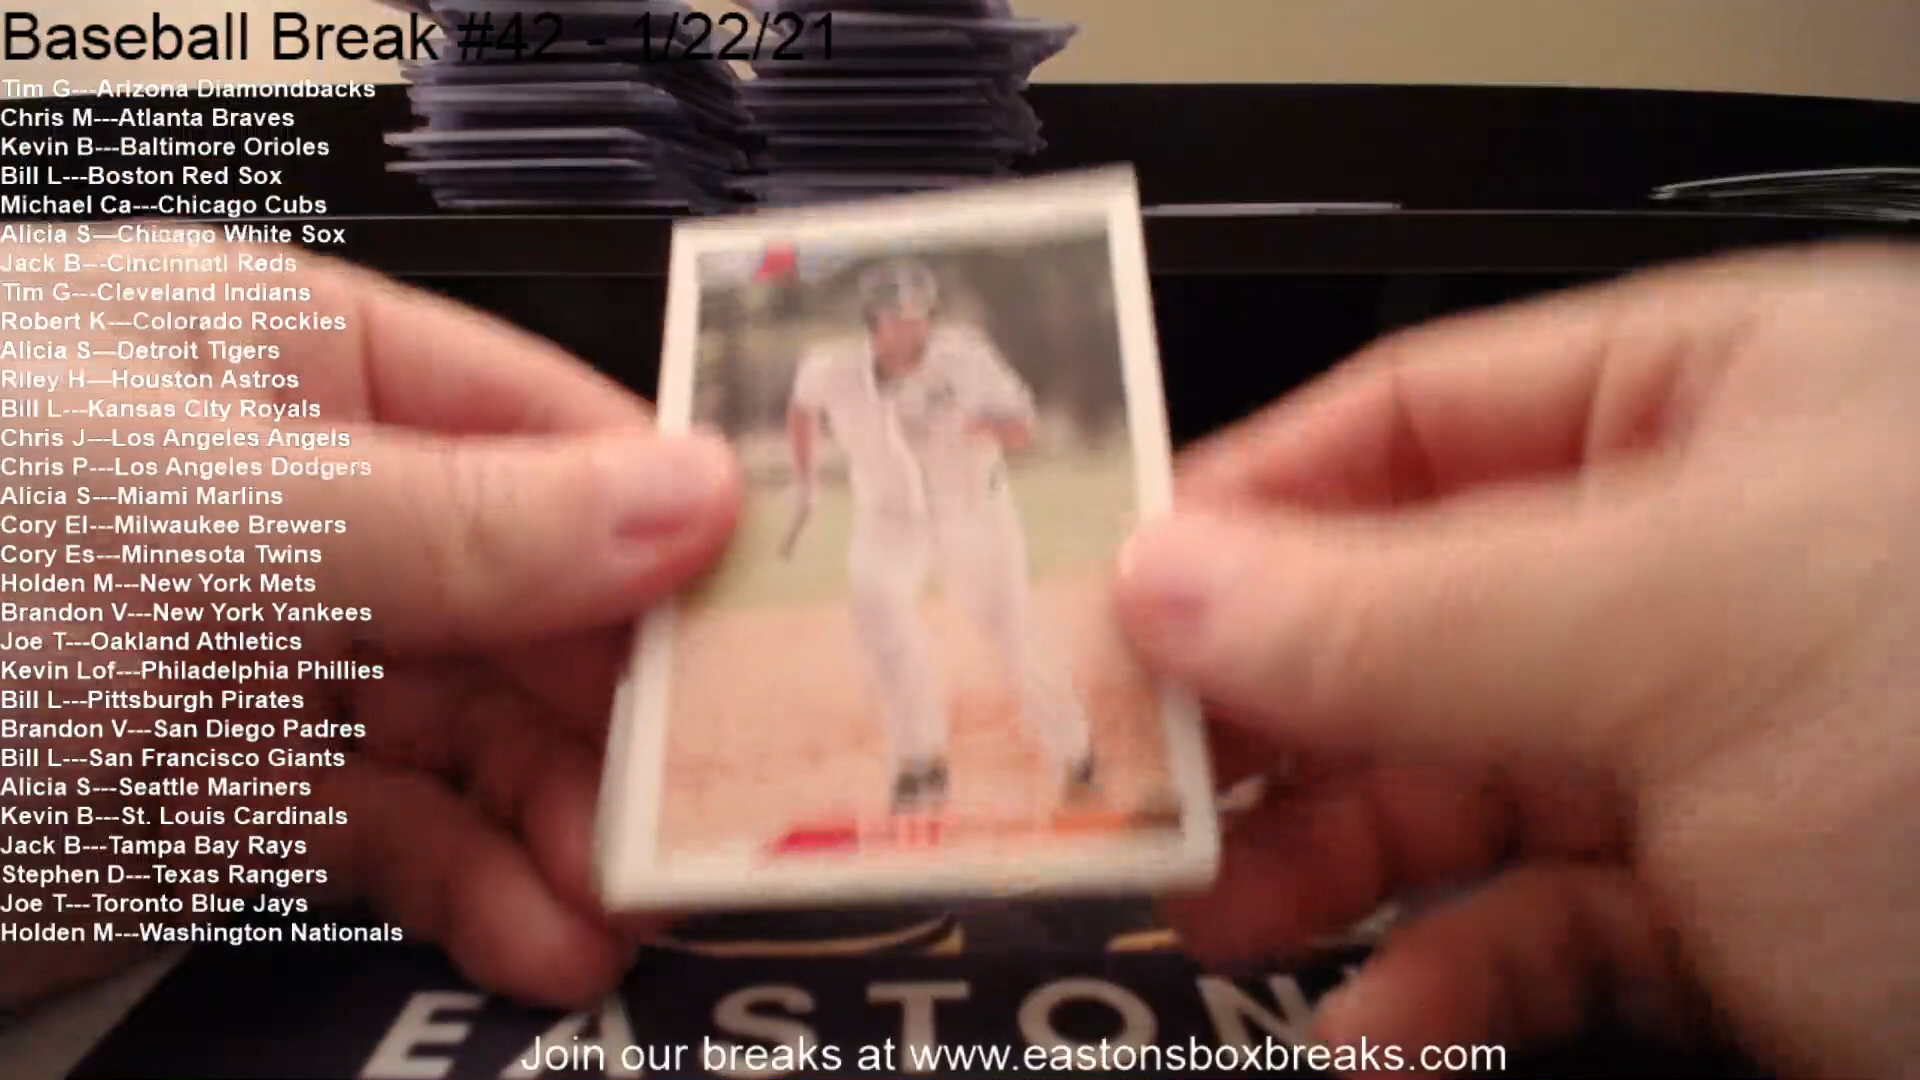 Baseball Break #42 - 1/22/21
Tim G---Arizona Diamondbacks
Chris M---Atlanta Braves
Kevin B---Baltimore Orioles
Bill L---Boston Red Sox
Michael Ca---Chicago Cubs
Alicia S---Chicago White Sox
Jack B---Cincinnati Reds
Tim G---Cleveland Indians
Robert K---Colorado Rockies
Alicia S---Detroit Tigers
Riley H---Houston Astros
Bill L---Kansas City Royals
Chris J---Los Angeles Angels
Chris P---Los Angeles Dodgers
Alicia S---Miami Marlins
Cory El---Milwaukee Brewers
Cory Es---Minnesota Twins
Holden M---New York Mets
Brandon V---New York Yankees
Joe T---Oakland Athletics
Kevin Lof---Philadelphia Phillies
Bill L---Pittsburgh Pirates
Brandon V---San Diego Padres
Bill L---San Francisco Giants
Alicia S---Seattle Mariners
Kevin B---St. Louis Cardinals
Jack B---Tampa Bay Rays
Stephen D---Texas Rangers
Joe T---Toronto Blue Jays
Holden M---Washington Nationals
EASTON
Join our breaks at www.eastonsboxbreaks.com